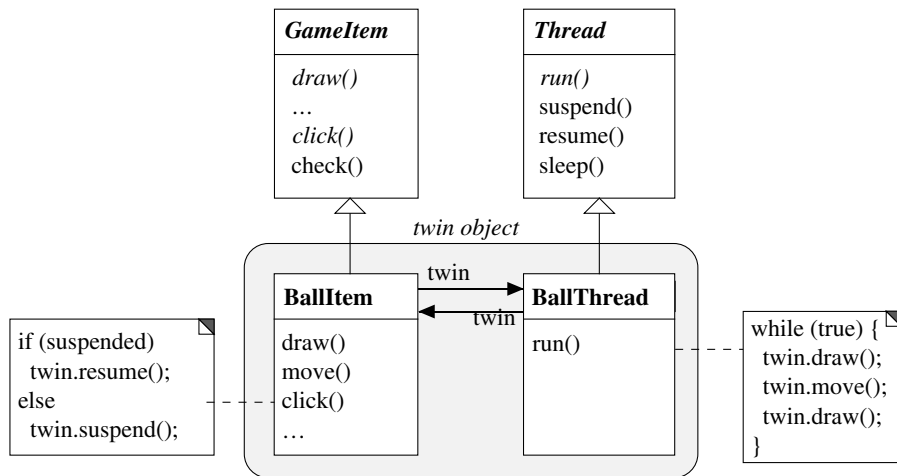 GameItem
draw()
…
click()
check()
Thread
run()
suspend()
resume()
sleep()
twin object
BallItem
draw()
move()
click()
…
twin
twin
BallThread
run()
if (suspended)
  twin.resume();
else
  twin.suspend();
while (true) {
  twin.draw();
  twin.move();
  twin.draw();
}